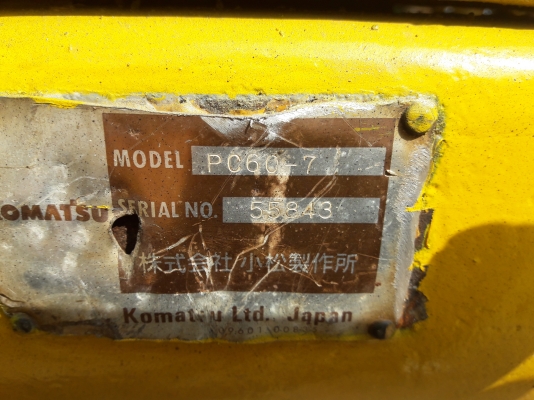 MODEL PC60-7
KOMATSU SERIAL NO. 55843
株式会社 小松製作所
Komatsu Ltd., Japan